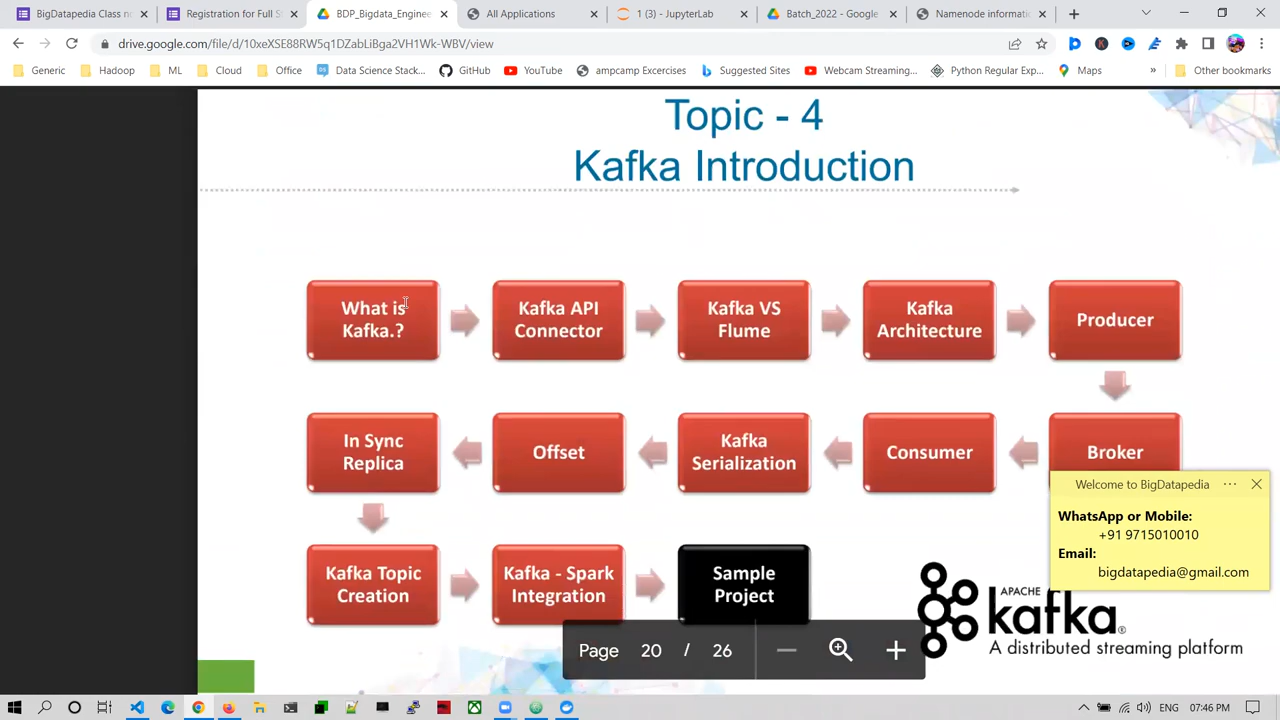 BigDatapedia Class no
Registration for Full S
BDP_Bigdata_Enginee
All Applications
1 (3) - JupyterLab
Batch_2022 - Google
Namenode informati
drive.google.com/file/d/10xeXSE88RW5q1DZabLiBga2VH1Wk-WBV/view
Generic
Hadoop
ML
Cloud
Office
Data Science Stack...
GitHub
YouTube
ampcamp Excercises
Suggested Sites
Webcam Streaming...
Python Regular Exp...
Maps
»
Other bookmarks
Topic - 4
Kafka Introduction
What is
Kafka.?
Kafka API
Connector
Kafka VS
Flume
Kafka
Architecture
Producer
In Sync
Replica
Offset
Kafka
Serialization
Consumer
Broker
Welcome to BigDatapedia
WhatsApp or Mobile:
+91 9715010010
Email:
bigdatapedia@gmail.com
Kafka Topic
Creation
Kafka - Spark
Integration
Sample
Project
APACHE
kafka®
A distributed streaming platform
Page 20 / 26
ENG
07:46 PM